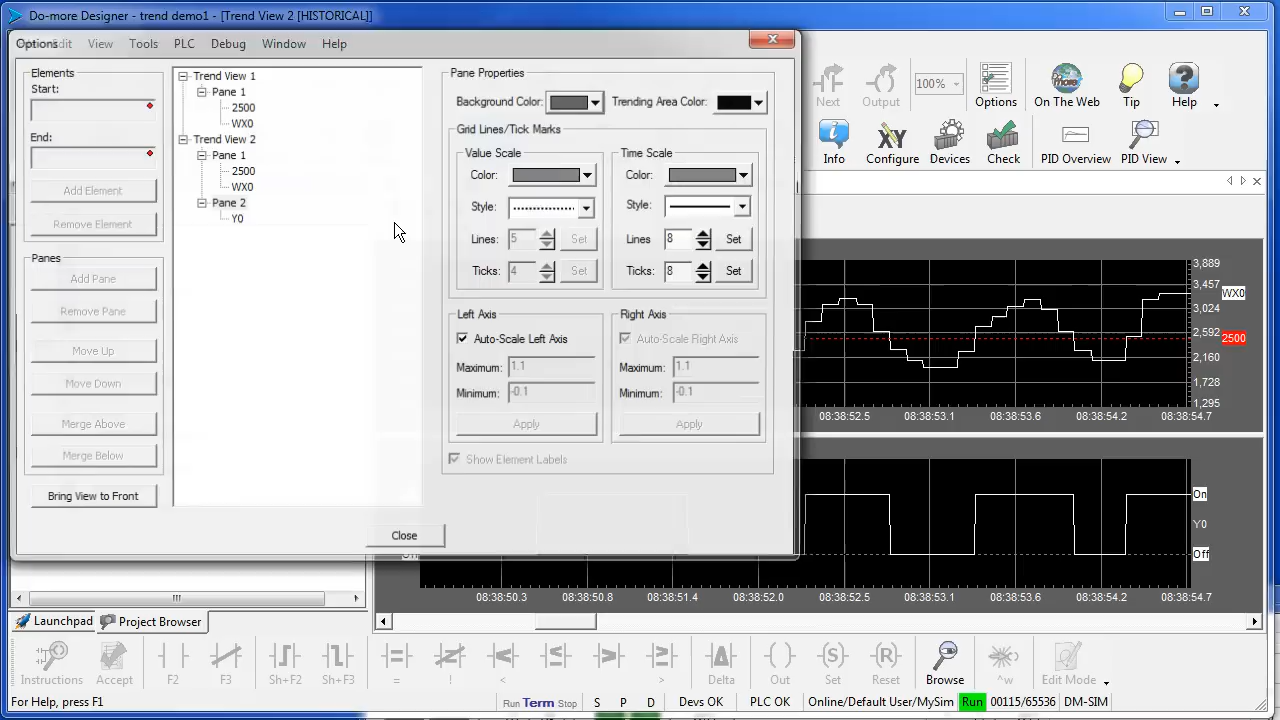 Do-more Designer - trend demo1 - [Trend View 2 [HISTORICAL]]
Options Edit View Tools PLC Debug Window Help
Next
Output
100%
Options
On The Web
Tip
Help
Info
Configure
Devices
Check
PID Overview
PID View
Elements
Start:
End:
Add Element
Remove Element
Panes
Add Pane
Remove Pane
Move Up
Move Down
Merge Above
Merge Below
Bring View to Front
Trend View 1
Pane 1
2500
WX0
Trend View 2
Pane 1
2500
WX0
Pane 2
Y0
Pane Properties
Background Color:
Trending Area Color:
Grid Lines/Tick Marks
Value Scale
Color:
Style:
Lines: 5 Set
Ticks: 4 Set
Time Scale
Color:
Style:
Lines 8 Set
Ticks: 8 Set
Left Axis
Auto-Scale Left Axis
Maximum: 1.1
Minimum: -0.1
Apply
Right Axis
Auto-Scale Right Axis
Maximum: 1.1
Minimum: -0.1
Apply
Show Element Labels
Close
3,889
3,457
WX0
3,024
2,592
2500
2,160
1,728
1,295
08:38:52.5 08:38:53.1 08:38:53.6 08:38:54.2 08:38:54.7
On
Y0
Off
08:38:50.3 08:38:50.8 08:38:51.4 08:38:52.0 08:38:52.5 08:38:53.1 08:38:53.6 08:38:54.2 08:38:54.7
Launchpad
Project Browser
Instructions
Accept
F2
F3
Sh+F2
Sh+F3
=
!
<
>
Delta
Out
(S)
Set
(R)
Reset
Browse
^w
Edit Mode
For Help, press F1
Run Term Stop
S P D
Devs OK
PLC OK
Online/Default User/MySim
Run
00115/65536
DM-SIM